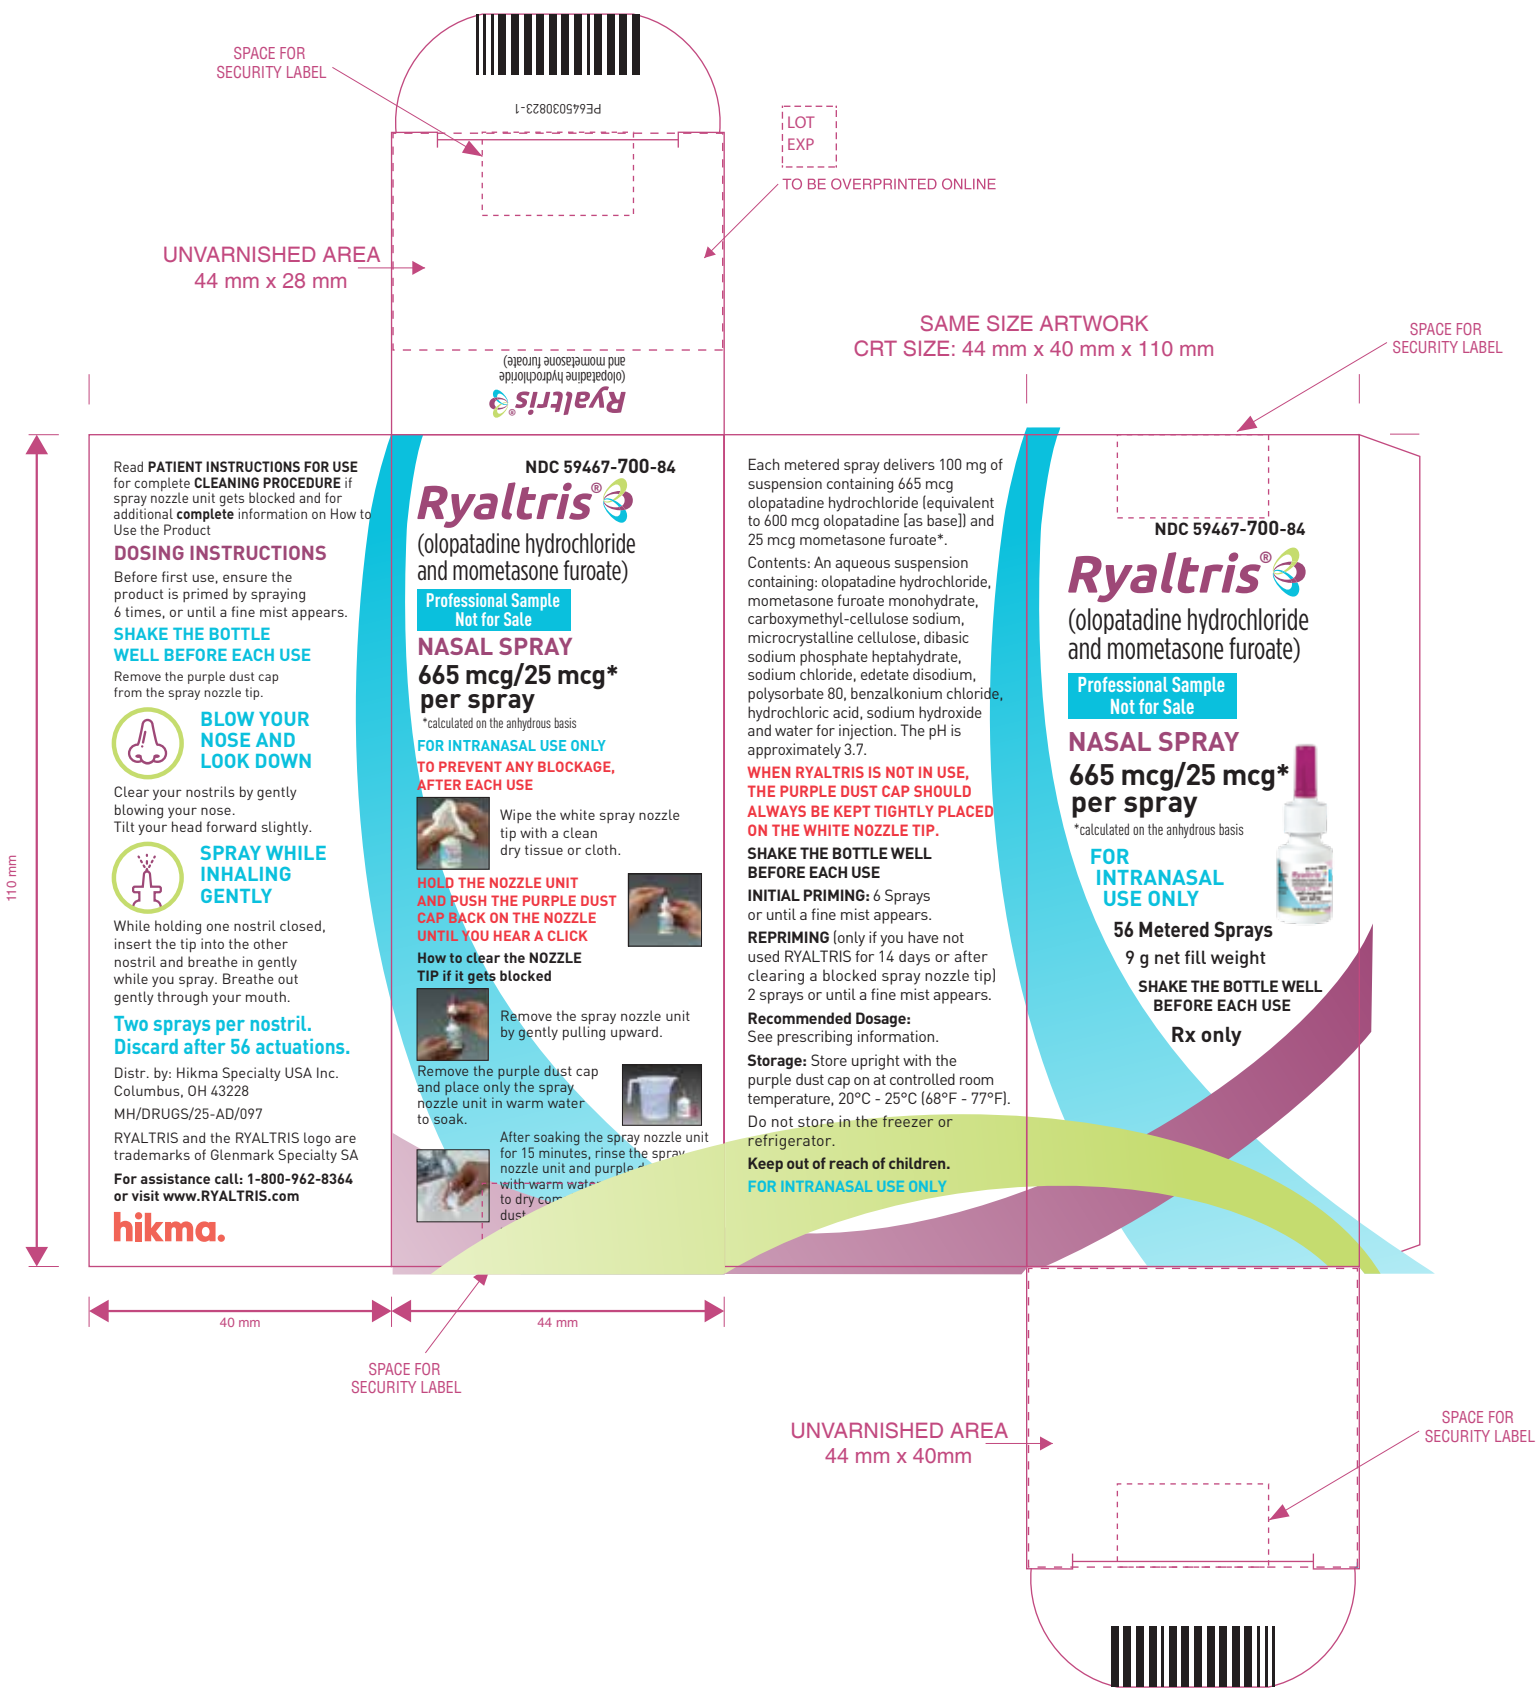 SPACE FOR
SECURITY LABEL
PE645030823-1
LOT
EXP
TO BE OVERPRINTED ONLINE
UNVARNISHED AREA
44 mm x 28 mm
Ryaltris®
(olopatadine hydrochloride
and mometasone furoate)
SAME SIZE ARTWORK
CRT SIZE: 44 mm x 40 mm x 110 mm
SPACE FOR
SECURITY LABEL
110 mm
Read PATIENT INSTRUCTIONS FOR USE
for complete CLEANING PROCEDURE if
spray nozzle unit gets blocked and for
additional complete information on How to
Use the Product
DOSING INSTRUCTIONS
Before first use, ensure the
product is primed by spraying
6 times, or until a fine mist appears.
SHAKE THE BOTTLE
WELL BEFORE EACH USE
Remove the purple dust cap
from the spray nozzle tip.
BLOW YOUR
NOSE AND
LOOK DOWN
Clear your nostrils by gently
blowing your nose.
Tilt your head forward slightly.
SPRAY WHILE
INHALING
GENTLY
While holding one nostril closed,
insert the tip into the other
nostril and breathe in gently
while you spray. Breathe out
gently through your mouth.
Two sprays per nostril.
Discard after 56 actuations.
Distr. by: Hikma Specialty USA Inc.
Columbus, OH 43228
MH/DRUGS/25-AD/097
RYALTRIS and the RYALTRIS logo are
trademarks of Glenmark Specialty SA
For assistance call: 1-800-962-8364
or visit www.RYALTRIS.com
hikma.
NDC 59467-700-84
Ryaltris®
(olopatadine hydrochloride
and mometasone furoate)
Professional Sample
Not for Sale
NASAL SPRAY
665 mcg/25 mcg*
per spray
*calculated on the anhydrous basis
FOR INTRANASAL USE ONLY
TO PREVENT ANY BLOCKAGE,
AFTER EACH USE
Wipe the white spray nozzle
tip with a clean
dry tissue or cloth.
HOLD THE NOZZLE UNIT
AND PUSH THE PURPLE DUST
CAP BACK ON THE NOZZLE
UNTIL YOU HEAR A CLICK
How to clear the NOZZLE
TIP if it gets blocked
Remove the spray nozzle unit
by gently pulling upward.
Remove the purple dust cap
and place only the spray
nozzle unit in warm water
to soak.
After soaking the spray nozzle unit
for 15 minutes, rinse the spray
nozzle unit and purple
with warm water
to dry
dust
Each metered spray delivers 100 mg of
suspension containing 665 mcg
olopatadine hydrochloride (equivalent
to 600 mcg olopatadine [as base]) and
25 mcg mometasone furoate*.
Contents: An aqueous suspension
containing: olopatadine hydrochloride,
mometasone furoate monohydrate,
carboxymethyl-cellulose sodium,
microcrystalline cellulose, dibasic
sodium phosphate heptahydrate,
sodium chloride, edetate disodium,
polysorbate 80, benzalkonium chloride,
hydrochloric acid, sodium hydroxide
and water for injection. The pH is
approximately 3.7.
WHEN RYALTRIS IS NOT IN USE,
THE PURPLE DUST CAP SHOULD
ALWAYS BE KEPT TIGHTLY PLACED
ON THE WHITE NOZZLE TIP.
SHAKE THE BOTTLE WELL
BEFORE EACH USE
INITIAL PRIMING: 6 Sprays
or until a fine mist appears.
REPRIMING (only if you have not
used RYALTRIS for 14 days or after
clearing a blocked spray nozzle tip)
2 sprays or until a fine mist appears.
Recommended Dosage:
See prescribing information.
Storage: Store upright with the
purple dust cap on at controlled room
temperature, 20°C - 25°C (68°F - 77°F).
Do not store in the freezer or
refrigerator.
Keep out of reach of children.
FOR INTRANASAL USE ONLY
NDC 59467-700-84
Ryaltris®
(olopatadine hydrochloride
and mometasone furoate)
Professional Sample
Not for Sale
NASAL SPRAY
665 mcg/25 mcg*
per spray
*calculated on the anhydrous basis
FOR
INTRANASAL
USE ONLY
Ryaltris
56 Metered Sprays
9 g net fill weight
SHAKE THE BOTTLE WELL
BEFORE EACH USE
Rx only
40 mm
44 mm
SPACE FOR
SECURITY LABEL
UNVARNISHED AREA
44 mm x 40mm
SPACE FOR
SECURITY LABEL